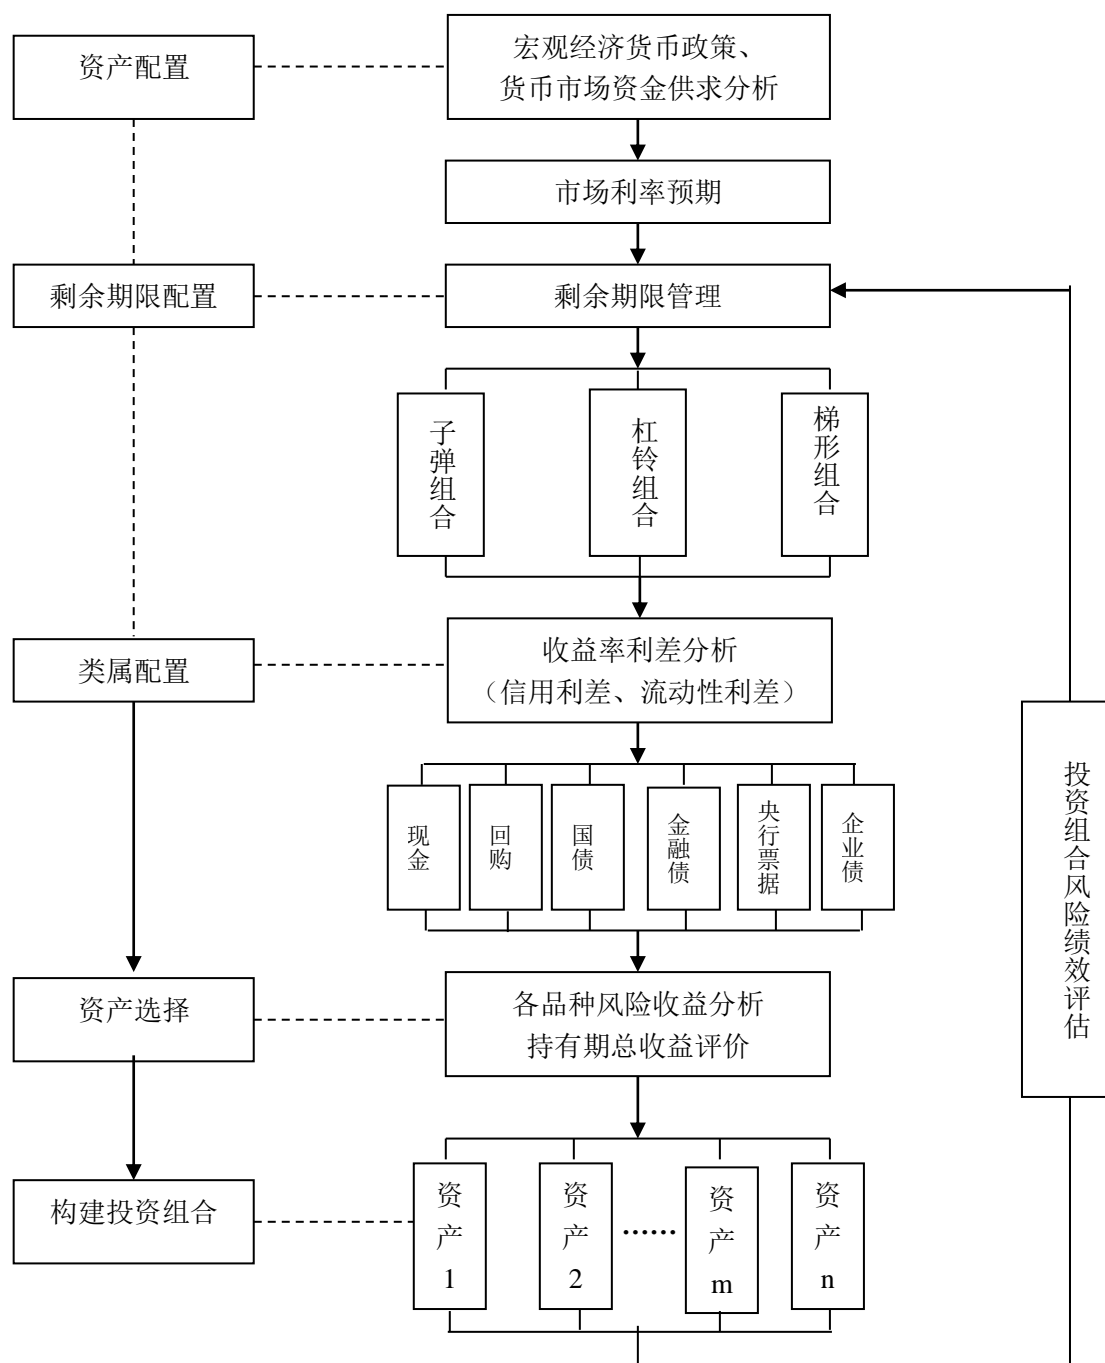 资产配置
宏观经济货币政策、
货币市场资金供求分析
市场利率预期
剩余期限配置
剩余期限管理
子弹组合
杠铃组合
梯形组合
类属配置
收益率利差分析
（信用利差、流动性利差）
现金
回购
国债
金融债
央行票据
企业债
投资组合风险绩效评估
资产选择
各品种风险收益分析
持有期总收益评价
构建投资组合
资产1
资产2
……
资产m
资产n